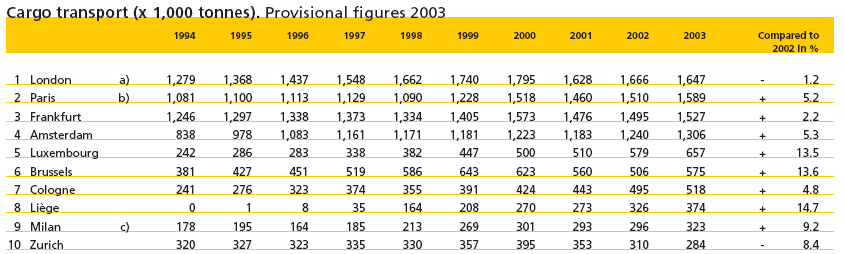 Cargo transport (x 1,000 tonnes). Provisional figures 2003
1994 1995 1996 1997 1998 1999 2000 2001 2002 2003 Compared to
2002 in %
1 London a) 1,279 1,368 1,437 1,548 1,662 1,740 1,795 1,628 1,666 1,647 - 1.2
2 Paris b) 1,081 1,100 1,113 1,129 1,090 1,228 1,518 1,460 1,510 1,589 + 5.2
3 Frankfurt 1,246 1,297 1,338 1,373 1,334 1,405 1,573 1,476 1,495 1,527 + 2.2
4 Amsterdam 838 978 1,083 1,161 1,171 1,181 1,223 1,183 1,240 1,306 + 5.3
5 Luxembourg 242 286 283 338 382 447 500 510 579 657 + 13.5
6 Brussels 381 427 451 519 586 643 623 560 506 575 + 13.6
7 Cologne 241 276 323 374 355 391 424 443 495 518 + 4.8
8 Liège 0 1 8 35 164 208 270 273 326 374 + 14.7
9 Milan c) 178 195 164 185 213 269 301 293 296 323 + 9.2
10 Zurich 320 327 323 335 330 357 395 353 310 284 - 8.4